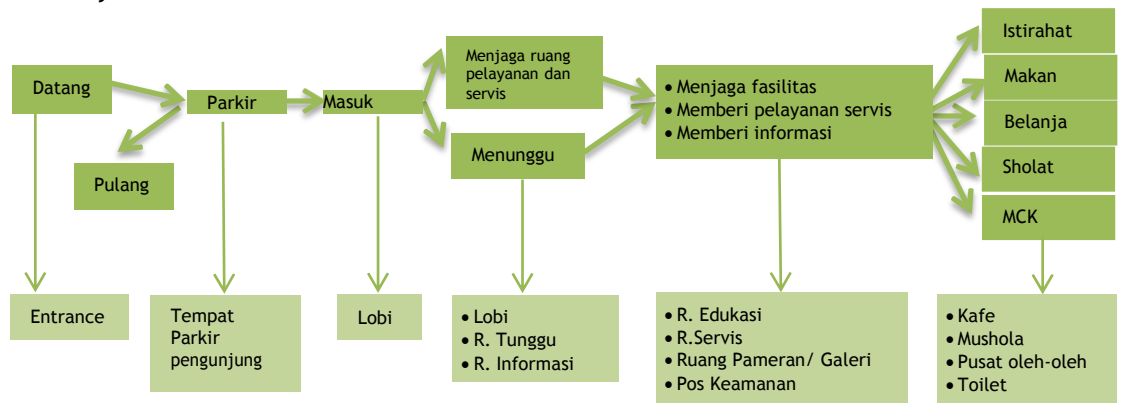 Datang
Parkir
Masuk
Pulang
Menjaga ruang
pelayanan dan
servis
Menunggu
• Menjaga fasilitas
• Memberi pelayanan servis
• Memberi informasi
Istirahat
Makan
Belanja
Sholat
MCK
Entrance
Tempat
Parkir
pengunjung
Lobi
• Lobi
• R. Tunggu
• R. Informasi
• R. Edukasi
• R.Servis
• Ruang Pameran/ Galeri
• Pos Keamanan
• Kafe
• Mushola
• Pusat oleh-oleh
• Toilet